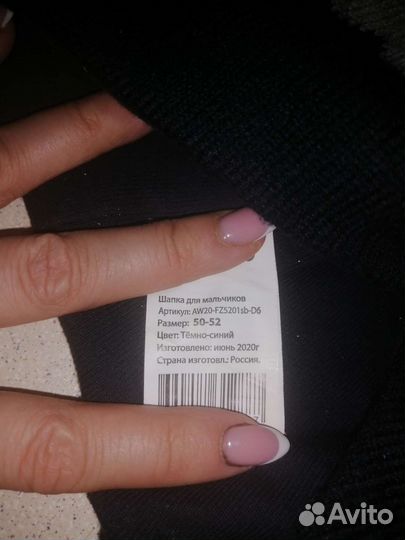 Шапка для мальчиков
Артикул: AW20-FZ5201sb-D6
Размер: 50-52
Цвет: Тёмно-синий
Изготовлено: июнь 2020г
Страна изготовл.: Россия.
Avito